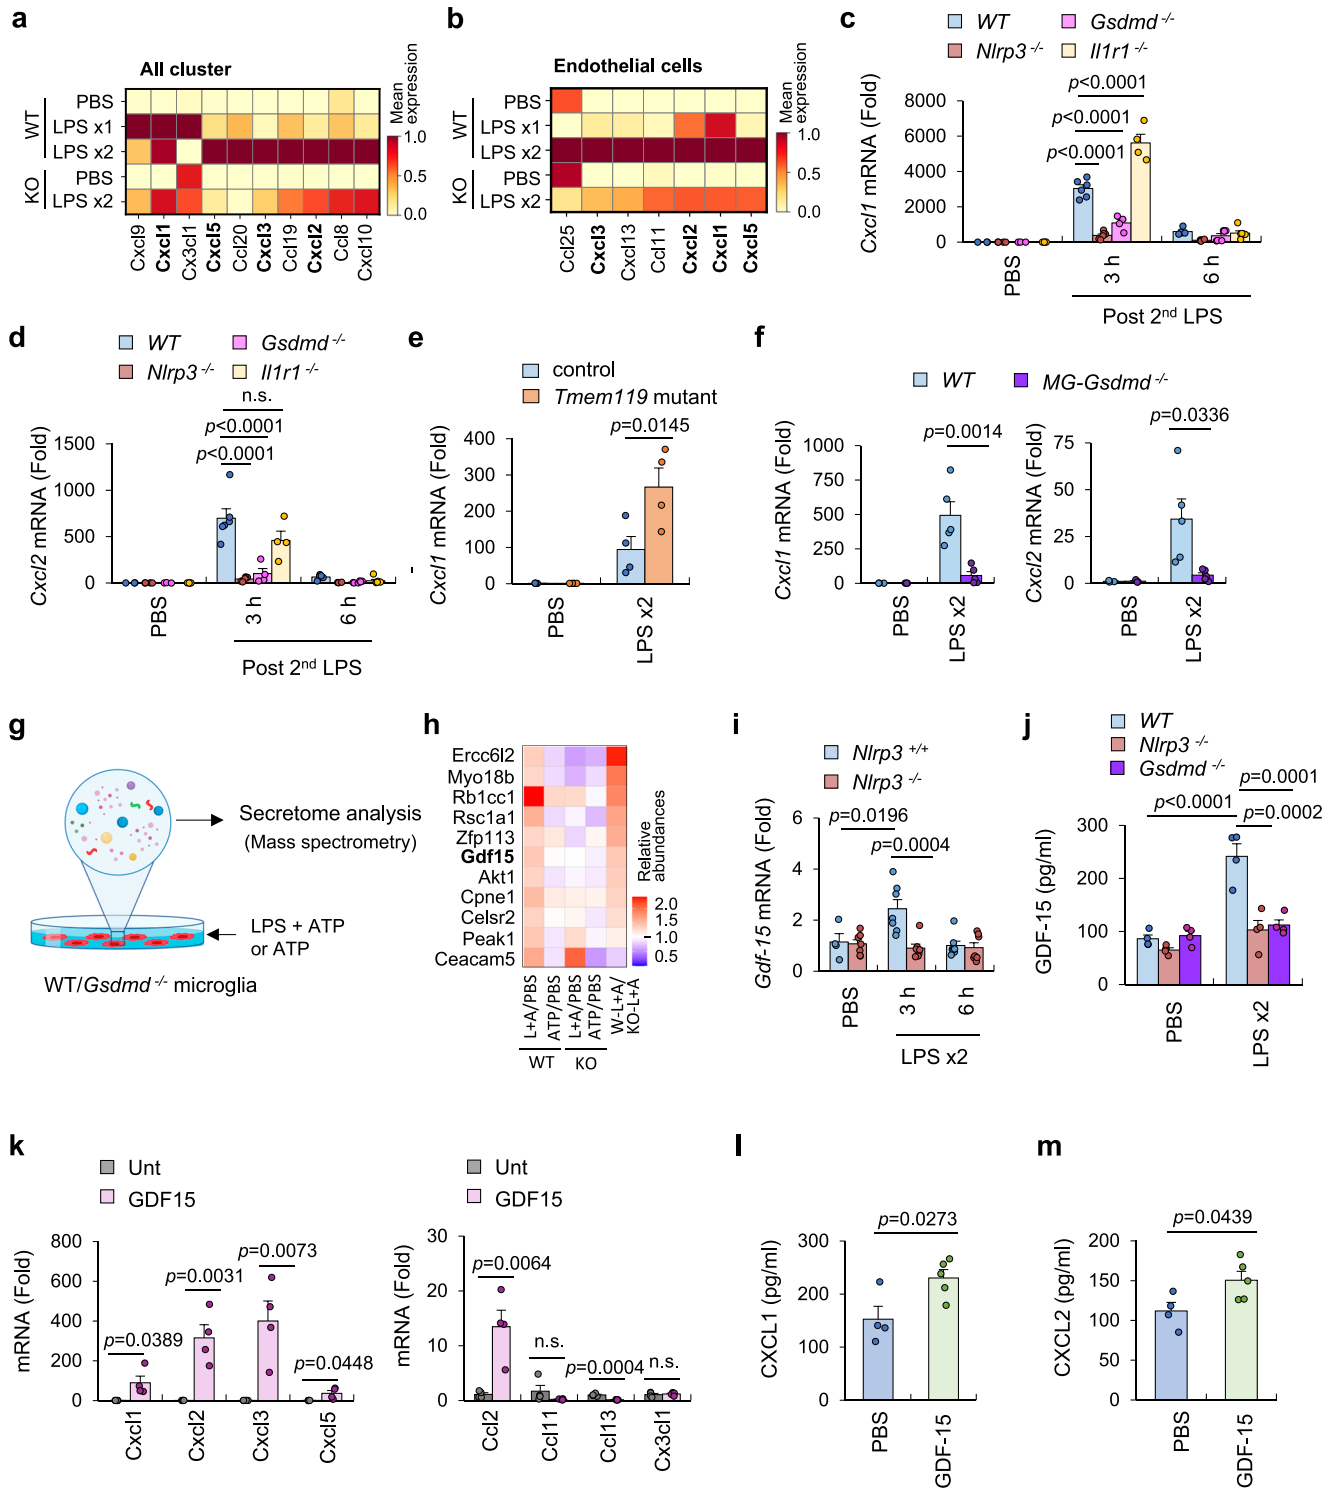 a
All cluster
WT
KO
PBS
LPS x1
LPS x2
PBS
LPS x2
Cxcl9
Cxcl1
Cx3cl1
Cxcl5
Ccl20
Cxcl3
Ccl19
Cxcl2
Ccl8
Cxcl10
Mean
expression
1.0
0.5
0.0
b
Endothelial cells
WT
KO
PBS
LPS x1
LPS x2
PBS
LPS x2
Ccl25
Cxcl3
Cxcl13
Ccl11
Cxcl2
Cxcl1
Cxcl5
Mean
expression
1.0
0.5
0.0
c
WT
Gsdmd -/-
Nlrp3 -/-
Il1r1 -/-
p<0.0001
p<0.0001
p<0.0001
Cxcl1 mRNA (Fold)
8000
6000
4000
2000
0
PBS
3 h
6 h
Post 2nd LPS
d
WT
Gsdmd -/-
Nlrp3 -/-
Il1r1 -/-
n.s.
p<0.0001
p<0.0001
Cxcl2 mRNA (Fold)
1500
1000
500
0
PBS
3 h
6 h
Post 2nd LPS
e
control
Tmem119 mutant
p=0.0145
Cxcl1 mRNA (Fold)
400
300
200
100
0
PBS
LPS x2
f
WT
MG-Gsdmd -/-
p=0.0014
Cxcl1 mRNA (Fold)
1000
750
500
250
0
PBS
LPS x2
p=0.0336
Cxcl2 mRNA (Fold)
75
50
25
0
PBS
LPS x2
g
Secretome analysis
(Mass spectrometry)
LPS + ATP
or ATP
WT/Gsdmd -/- microglia
h
Ercc6l2
Myo18b
Rb1cc1
Rsc1a1
Zfp113
Gdf15
Akt1
Cpne1
Celsr2
Peak1
Ceacam5
L+A/PBS
ATP/PBS
L+A/PBS
ATP/PBS
W-L+A/
KO-L+A
WT
KO
Relative
abundances
2.0
1.5
1.0
0.5
i
Nlrp3 +/+
Nlrp3 -/-
p=0.0196
p=0.0004
Gdf-15 mRNA (Fold)
6
4
2
0
PBS
3 h
6 h
LPS x2
j
WT
Nlrp3 -/-
Gsdmd -/-
p=0.0001
p<0.0001
p=0.0002
GDF-15 (pg/ml)
300
200
100
0
PBS
LPS x2
k
Unt
GDF15
mRNA (Fold)
800
600
400
200
0
p=0.0389
p=0.0031
p=0.0073
p=0.0448
Cxcl1
Cxcl2
Cxcl3
Cxcl5
Unt
GDF15
mRNA (Fold)
30
20
10
0
p=0.0064
n.s.
p=0.0004
n.s.
Ccl2
Ccl11
Ccl13
Cx3cl1
l
p=0.0273
CXCL1 (pg/ml)
300
200
100
0
PBS
GDF-15
m
p=0.0439
CXCL2 (pg/ml)
200
150
100
50
0
PBS
GDF-15